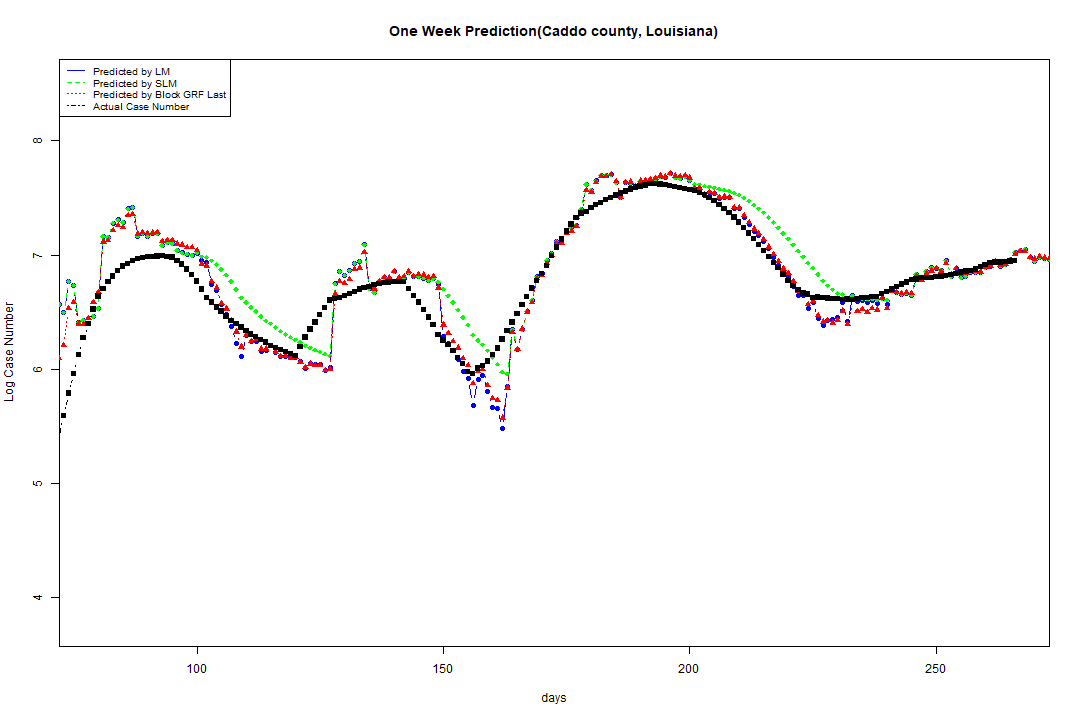 One Week Prediction(Caddo county, Louisiana)
Predicted by LM
Predicted by SLM
Predicted by Block GRF Last
Actual Case Number
8
7
6
5
4
Log Case Number
100 150 200 250
days